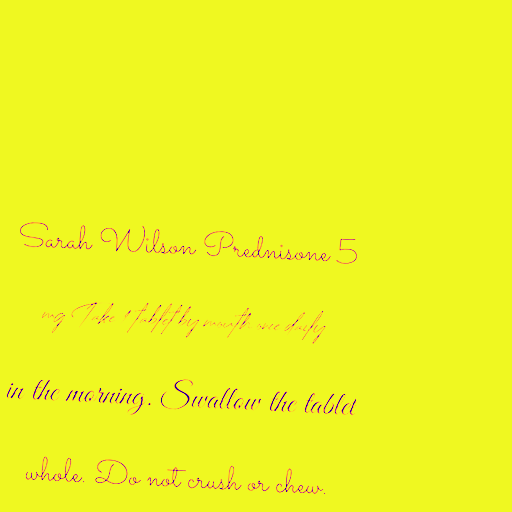 Sarah Wilson Prednisone 5
mg Take 1 tablet by mouth once daily
in the morning. Swallow the tablet
whole. Do not crush or chew.